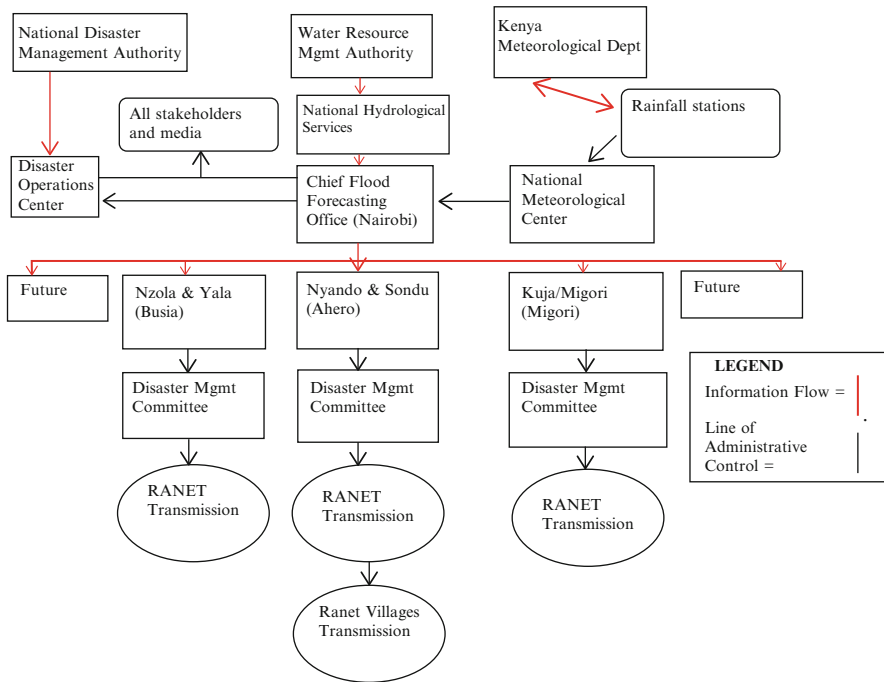 National Disaster
Management Authority
Water Resource
Mgmt Authority
Kenya
Meteorological Dept
All stakeholders
and media
National Hydrological
Services
Rainfall stations
Disaster
Operations
Center
Chief Flood
Forecasting
Office (Nairobi)
National
Meteorological
Center
Future
Nzola & Yala
(Busia)
Nyando & Sondu
(Ahero)
Kuja/Migori
(Migori)
Future
Disaster Mgmt
Committee
Disaster Mgmt
Committee
Disaster Mgmt
Committee
LEGEND
Information Flow =
Line of
Administrative
Control =
RANET
Transmission
RANET
Transmission
RANET
Transmission
Ranet Villages
Transmission